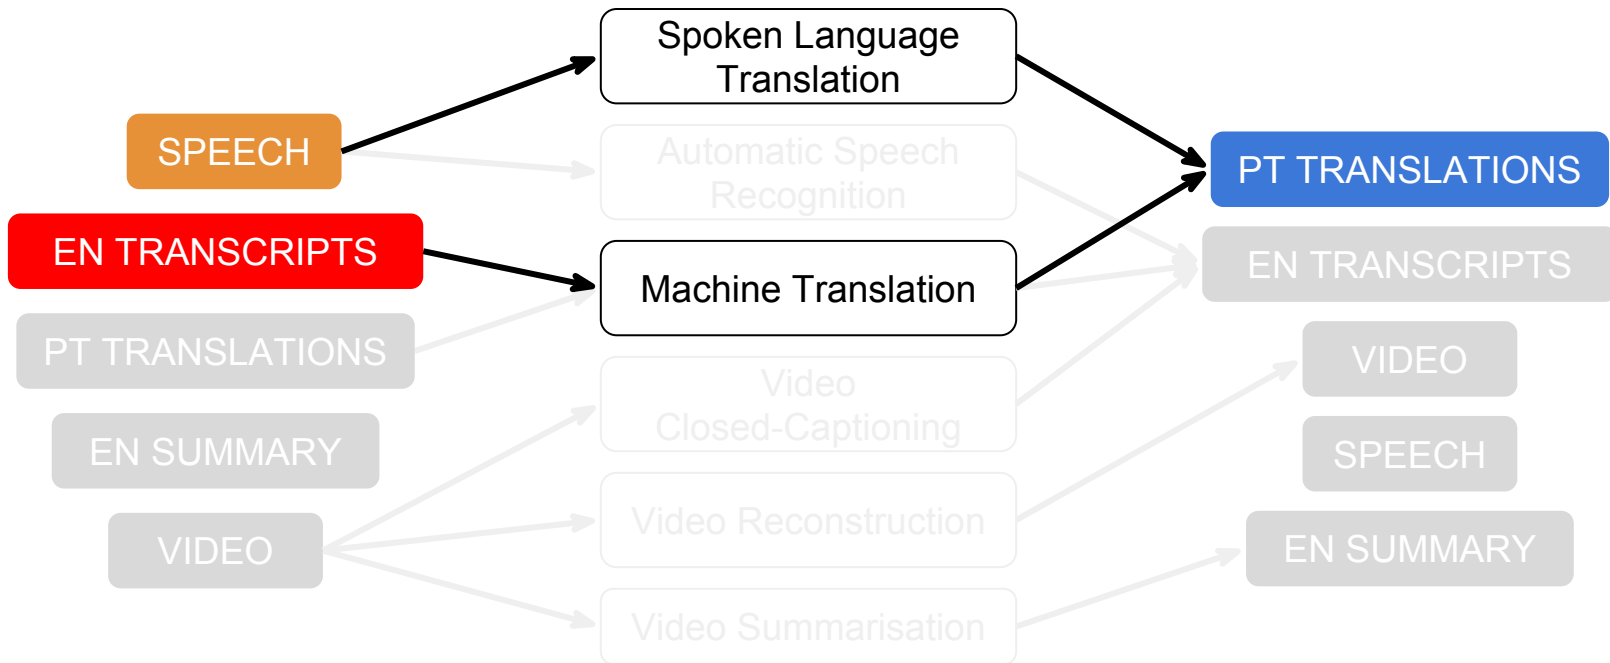 SPEECH
EN TRANSCRIPTS
PT TRANSLATIONS
EN SUMMARY
VIDEO
Spoken Language
Translation
Automatic Speech
Recognition
Machine Translation
Video
Closed-Captioning
Video Reconstruction
Video Summarisation
PT TRANSLATIONS
EN TRANSCRIPTS
VIDEO
SPEECH
EN SUMMARY